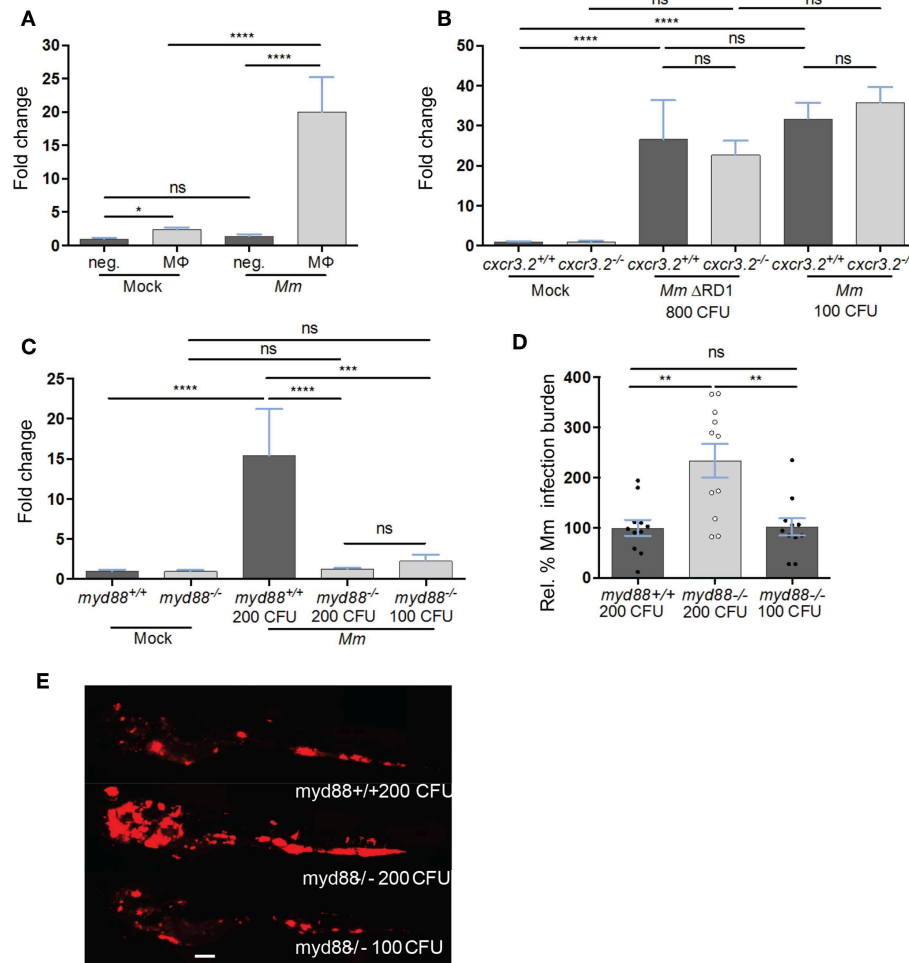 A
Fold change
30
25
20
15
10
5
0
****
****
ns
*
neg. MΦ neg. MΦ
Mock Mm
B
Fold change
50
40
30
20
10
0
ns ns
****
****
ns
ns ns
cxcr3.2+/+ cxcr3.2-/- cxcr3.2+/+ cxcr3.2-/- cxcr3.2+/+ cxcr3.2-/-
Mock Mm ΔRD1 Mm
800 CFU 100 CFU
C
Fold change
25
20
15
10
5
0
ns
ns
***
**** ****
ns
myd88+/+ myd88-/- myd88+/+ myd88-/- myd88-/-
200 CFU 200 CFU 100 CFU
Mock Mm
D
Rel. % Mm infection burden
400
300
200
100
0
ns
** **
myd88+/+ myd88-/- myd88-/-
200 CFU 200 CFU 100 CFU
E
myd88+/+200 CFU
myd88-/- 200 CFU
myd88-/- 100 CFU